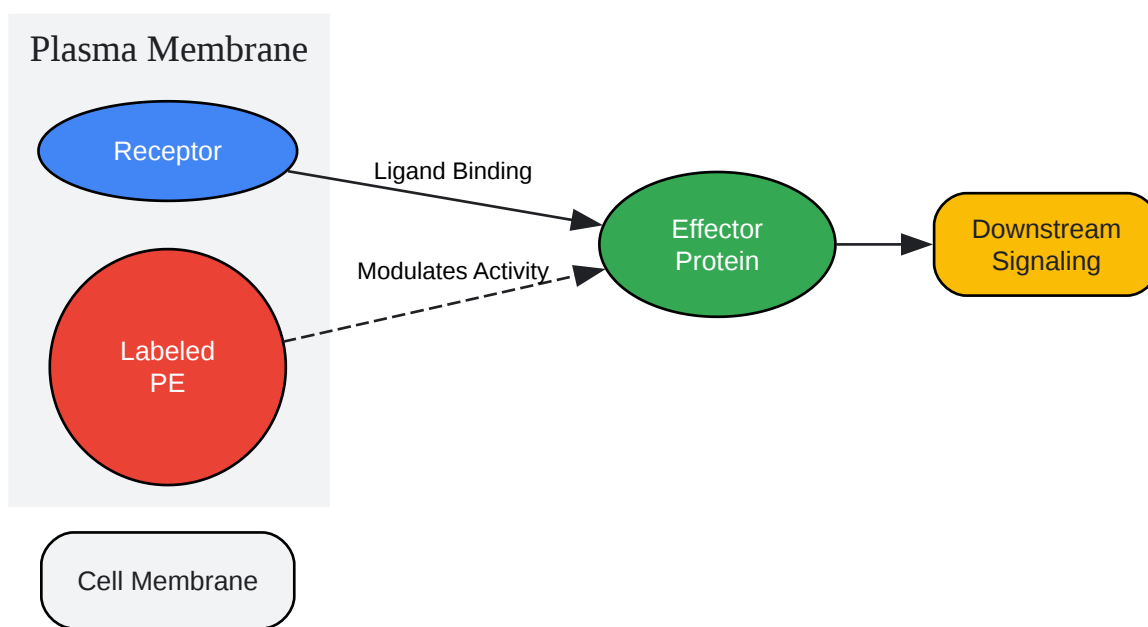 Plasma Membrane
Receptor
Ligand Binding
Effector
Protein
Downstream
Signaling
Modulates Activity
Labeled
PE
Cell Membrane